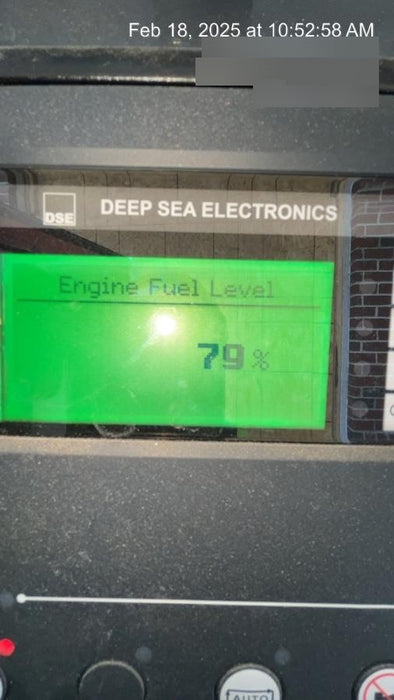 Feb 18, 2025 at 10:52:58 AM
DSE
DEEP SEA ELECTRONICS
Engine Fuel Level
79 %
AUTO